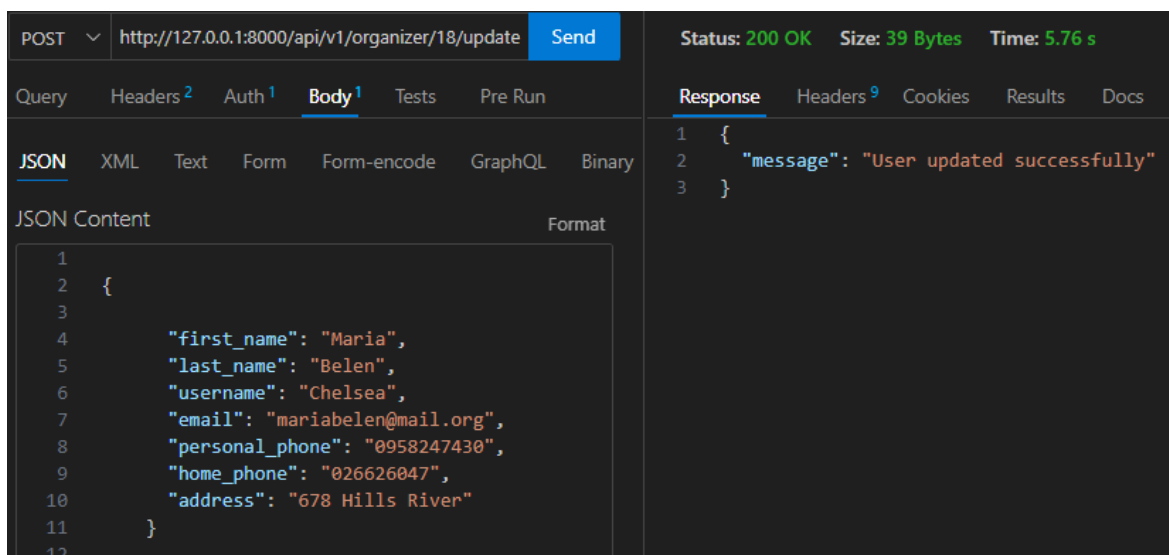 POST http://127.0.0.1:8000/api/v1/organizer/18/update Send
Query Headers 2 Auth 1 Body 1 Tests Pre Run
JSON XML Text Form Form-encode GraphQL Binary
JSON Content Format
1
2 {
3
4 "first_name": "Maria",
5 "last_name": "Belen",
6 "username": "Chelsea",
7 "email": "mariabelen@mail.org",
8 "personal_phone": "0958247430",
9 "home_phone": "026626047",
10 "address": "678 Hills River"
11 }
12
Status: 200 OK Size: 39 Bytes Time: 5.76 s
Response Headers 9 Cookies Results Docs
1 {
2 "message": "User updated successfully"
3 }